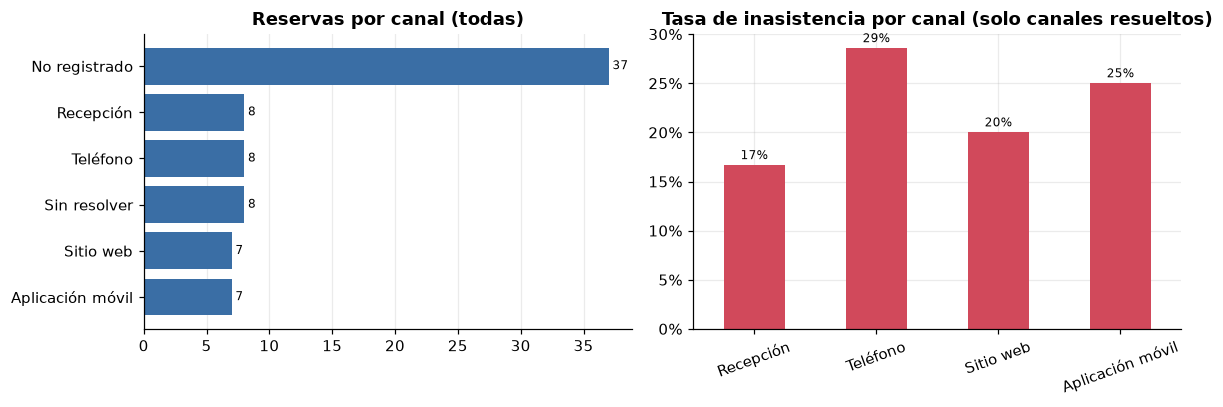 Reservas por canal (todas)
No registrado 37
Recepción 8
Teléfono 8
Sin resolver 8
Sitio web 7
Aplicación móvil 7
0 5 10 15 20 25 30 35
Tasa de inasistencia por canal (solo canales resueltos)
30%
25%
20%
15%
10%
5%
0%
17% 29% 20% 25%
Recepción Teléfono Sitio web Aplicación móvil